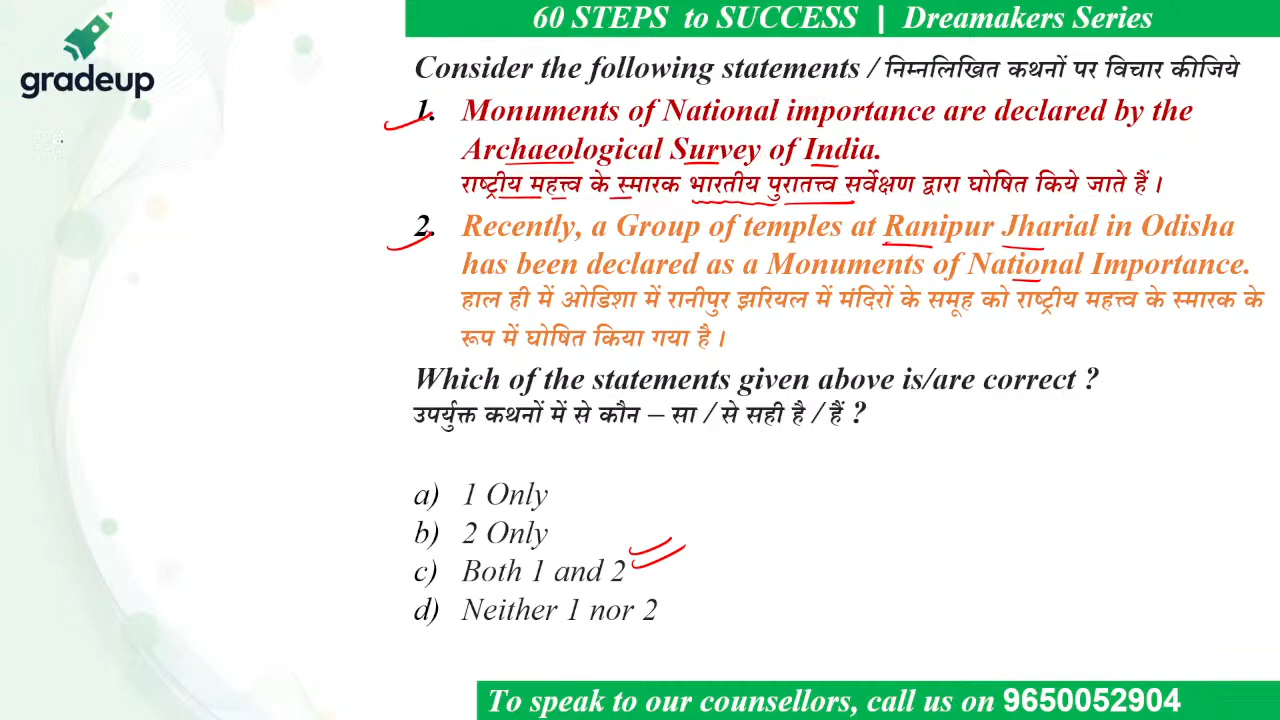 60 STEPS to SUCCESS | Dreamakers Series
gradeup
Consider the following statements / निम्नलिखित कथनों पर विचार कीजिये
1. Monuments of National importance are declared by the
Archaeological Survey of India.
राष्ट्रीय महत्त्व के स्मारक भारतीय पुरातत्त्व सर्वेक्षण द्वारा घोषित किये जाते हैं।
2. Recently, a Group of temples at Ranipur Jharial in Odisha
has been declared as a Monuments of National Importance.
हाल ही में ओडिशा में रानीपुर झरियल में मंदिरों के समूह को राष्ट्रीय महत्त्व के स्मारक के
रूप में घोषित किया गया है।
Which of the statements given above is/are correct ?
उपर्युक्त कथनों में से कौन – सा / से सही है / हैं ?
a) 1 Only
b) 2 Only
c) Both 1 and 2
d) Neither 1 nor 2
To speak to our counsellors, call us on 9650052904